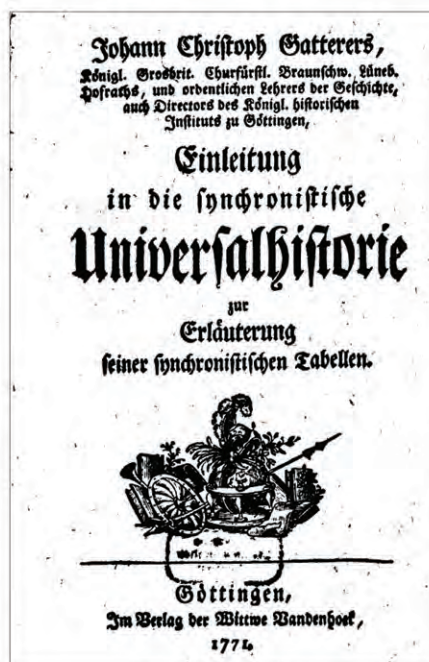 Johann Christoph Gatterers,
Königl. Grosbrit. Churfürstl. Braunschw. Lüneb.
Hofraths, und ordentlichen Lehrers der Geschichte,
auch Directors des Königl. historischen
Instituts zu Göttingen,
Einleitung
in die synchronistische
Universalhistorie
zur
Erläuterung
seiner synchronistischen Tabellen.
Göttingen,
Im Verlag der Wittwe Vandenhoek,
1771.